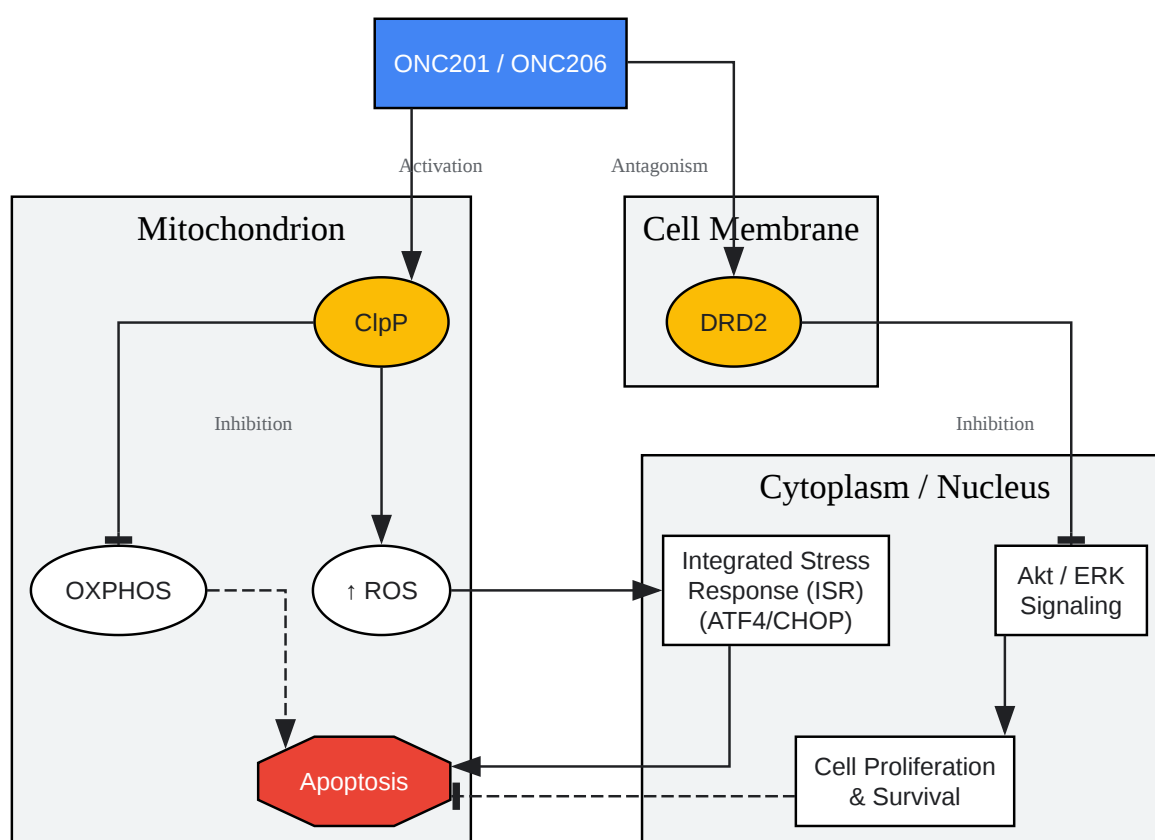 ONC201 / ONC206
Activation
Antagonism
Mitochondrion
Cell Membrane
ClpP
DRD2
Inhibition
Inhibition
Cytoplasm / Nucleus
OXPHOS
↑ ROS
Integrated Stress
Response (ISR)
(ATF4/CHOP)
Akt / ERK
Signaling
Apoptosis
Cell Proliferation
& Survival